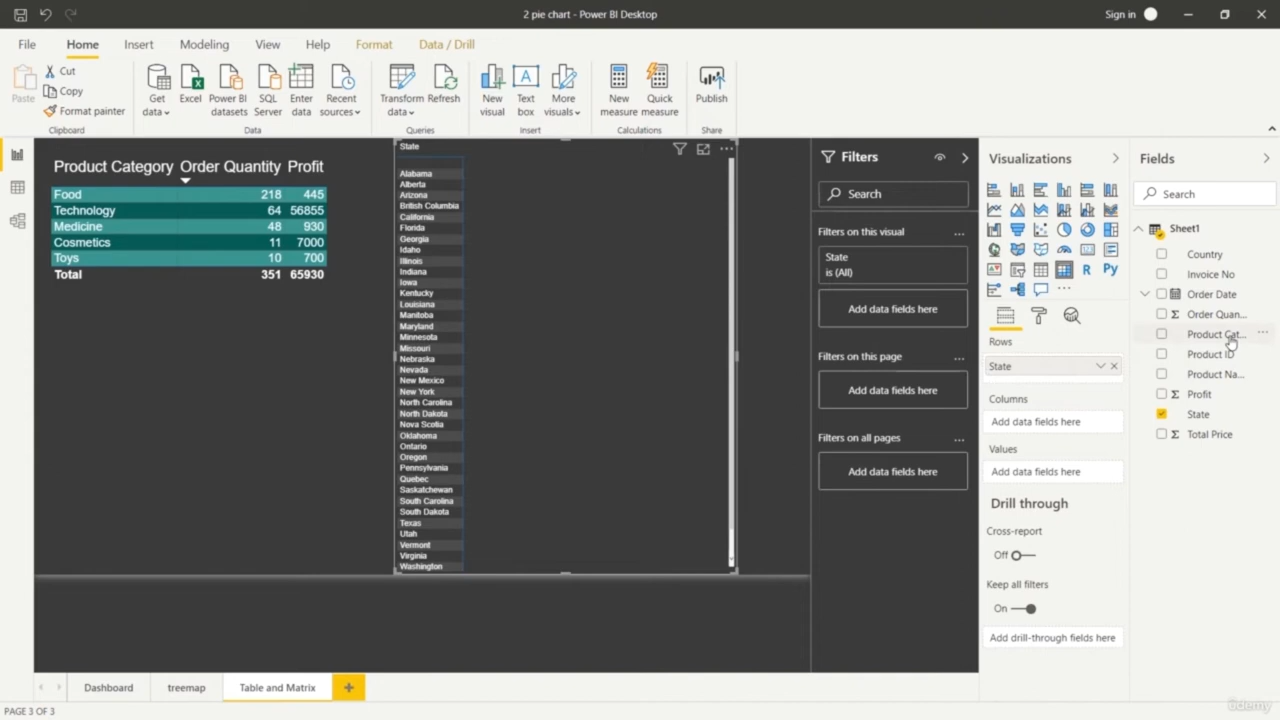 2 pie chart - Power BI Desktop
Sign in
File Home Insert Modeling View Help Format Data / Drill
Paste
Cut
Copy
Format painter
Clipboard
Get data
Excel
Power BI datasets
SQL Server
Enter data
Recent sources
Data
Transform data
Refresh
Queries
New visual
Text box
More visuals
Insert
New measure
Quick measure
Calculations
Publish
Share
Product Category Order Quantity Profit
Food 218 445
Technology 64 56855
Medicine 48 930
Cosmetics 11 7000
Toys 10 700
Total 351 65930
State
Alabama
Alberta
Arizona
British Columbia
California
Florida
Georgia
Idaho
Illinois
Indiana
Iowa
Kentucky
Louisiana
Manitoba
Maryland
Minnesota
Missouri
Nebraska
Nevada
New Mexico
New York
North Carolina
North Dakota
Nova Scotia
Oklahoma
Ontario
Oregon
Pennsylvania
Quebec
Saskatchewan
South Carolina
South Dakota
Texas
Utah
Vermont
Virginia
Washington
Filters
Search
Filters on this visual ...
State
is (All)
Add data fields here
Filters on this page ...
Add data fields here
Filters on all pages ...
Add data fields here
Visualizations
R Py
...
Rows
State
Columns
Add data fields here
Values
Add data fields here
Drill through
Cross-report
Off
Keep all filters
On
Add drill-through fields here
Fields
Search
Sheet1
Country
Invoice No
Order Date
Σ Order Quan...
Product Cat... ...
Product ID
Product Na...
Σ Profit
State
Σ Total Price
Dashboard treemap Table and Matrix +
PAGE 3 OF 3
ûdemy